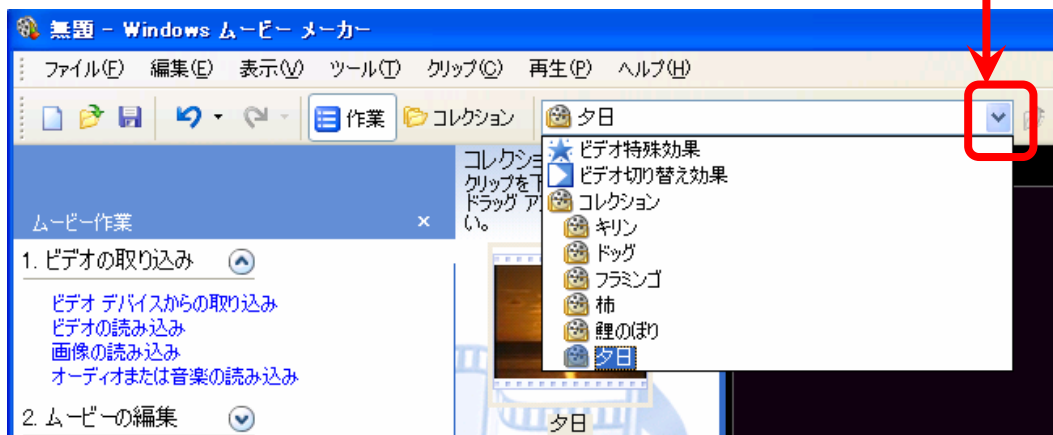 無題 - Windows ムービー メーカー
ファイル(F) 編集(E) 表示(V) ツール(T) クリップ(C) 再生(P) ヘルプ(H)
作業 コレクション 夕日
ビデオ特殊効果
ビデオ切り替え効果
コレクション
キリン
ドッグ
フラミンゴ
柿
鯉のぼり
夕日
ムービー作業
1. ビデオの取り込み
ビデオ デバイスからの取り込み
ビデオの読み込み
画像の読み込み
オーディオまたは音楽の読み込み
2. ムービーの編集
クリップを
ドラッグ
い。
夕日